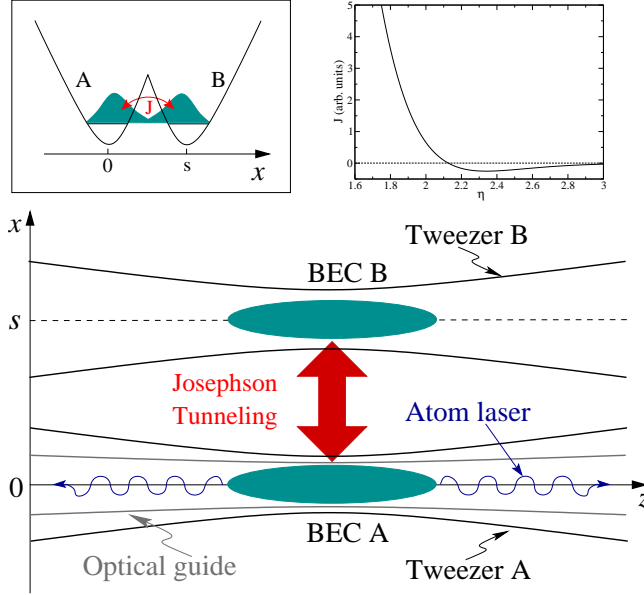 A
B
J
0
s
x
J (arb. units)
5
4
3
2
1
0
1.6
1.8
2
2.2
2.4
2.6
2.8
3
η
x
Tweezer B
BEC B
s
Josephson
Tunneling
Atom laser
0
z
BEC A
Optical guide
Tweezer A